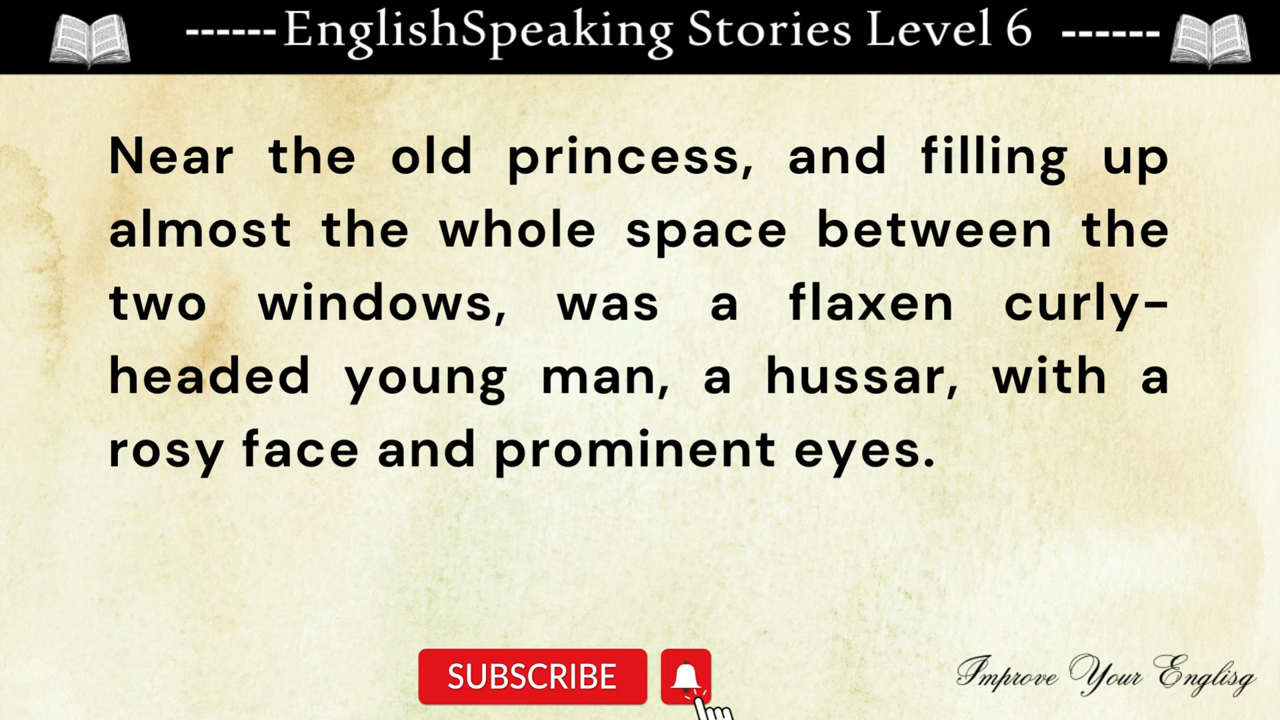 ------EnglishSpeaking Stories Level 6 ------
Near the old princess, and filling up
almost the whole space between the
two windows, was a flaxen curly-
headed young man, a hussar, with a
rosy face and prominent eyes.
SUBSCRIBE
Improve Your Englisg